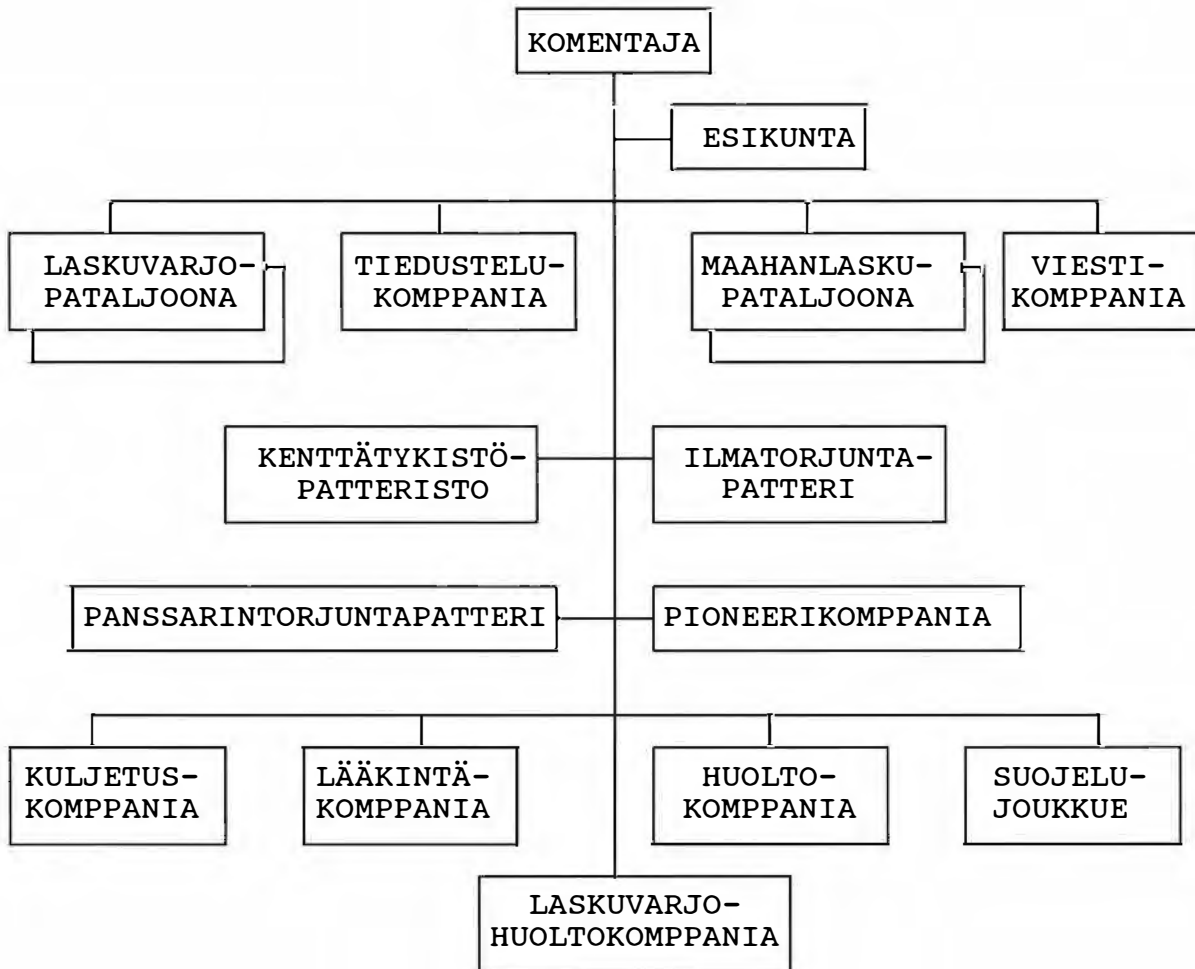 KOMENTAJA
ESIKUNTA
LASKUVARJO-
PATALJOONA
TIEDUSTELU-
KOMPPANIA
MAAHANLASKU-
PATALJOONA
VIESTI-
KOMPPANIA
KENTTÄTYKISTÖ-
PATTERISTO
ILMATORJUNTA-
PATTERI
PANSSARINTORJUNTAPATTERI
PIONEERIKOMPPANIA
KULJETUS-
KOMPPANIA
LÄÄKINTÄ-
KOMPPANIA
HUOLTO-
KOMPPANIA
SUOJELU-
JOUKKUE
LASKUVARJO-
HUOLTOKOMPPANIA